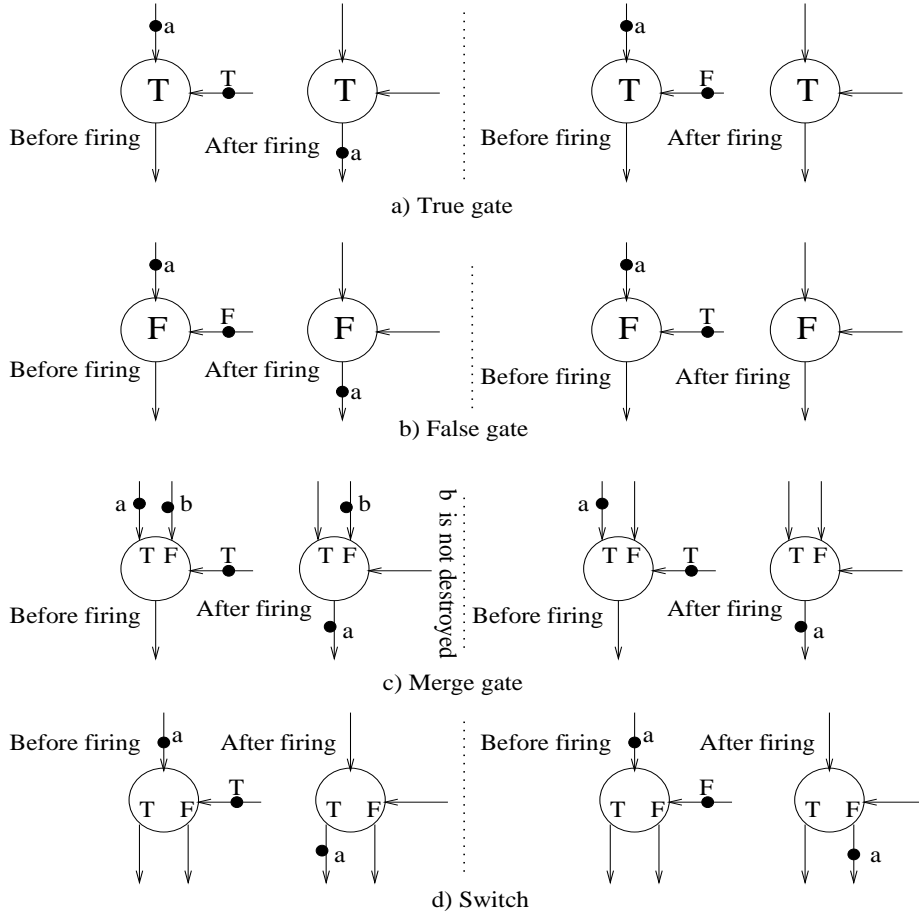 a
a
T
F
T
T
T
T
Before firing
After firing
a
Before firing
After firing
a) True gate
a
a
F
T
F
F
F
F
Before firing
After firing
a
Before firing
After firing
b) False gate
a
b
b
a
T F
T
T F
T F
T
T F
b is not destroyed
Before firing
After firing
a
Before firing
After firing
a
c) Merge gate
Before firing
a
After firing
Before firing
a
After firing
T
F
T F
T F
T F
T F
a
a
d) Switch